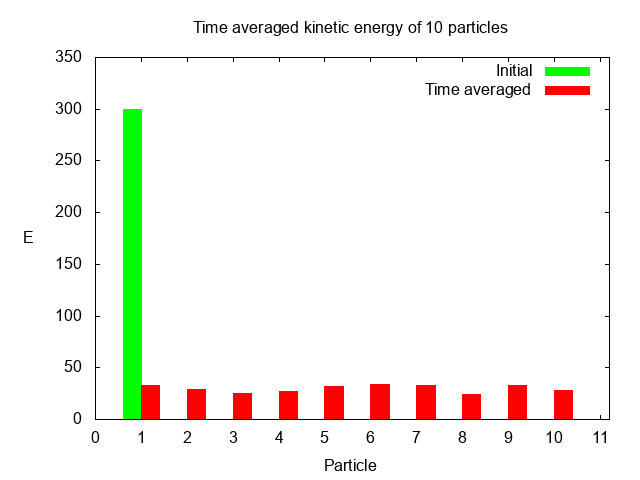 Time averaged kinetic energy of 10 particles
350
300
250
200
150
100
50
0
E
Initial
Time averaged
0 1 2 3 4 5 6 7 8 9 10 11
Particle